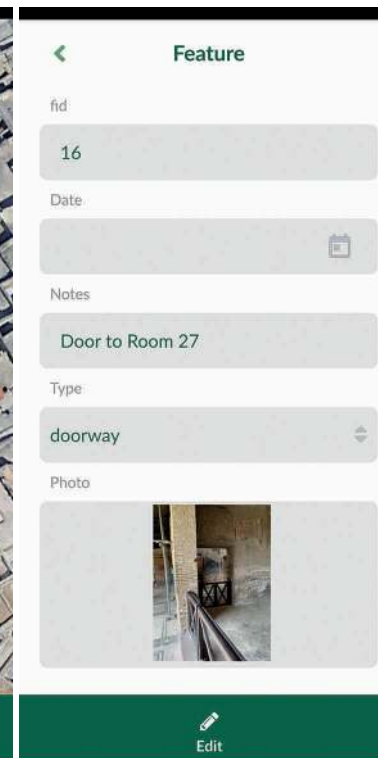 Feature
fid
16
Date
Notes
Door to Room 27
Type
doorway
Photo
Edit